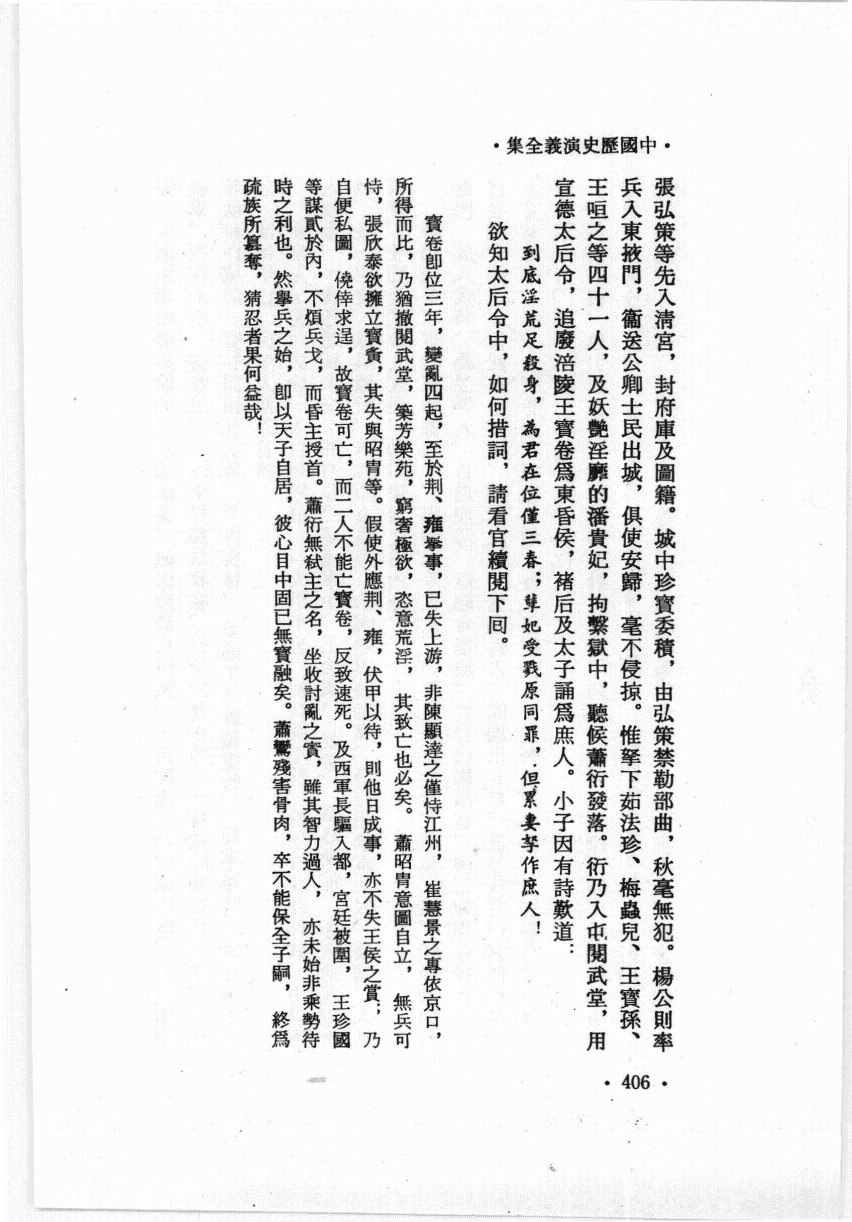 ·中國歷史演義全集·
張弘策等先入清宮，封府庫及圖籍。城中珍寶委積，由弘策禁勒部曲，秋毫無犯。楊公則率
兵入東掖門，衞送公卿士民出城，俱使安歸，毫不侵掠。惟拏下茹法珍、梅蟲兒、王寶孫、
王咺之等四十一人，及妖艷淫靡的潘貴妃，拘繫獄中，聽候蕭衍發落。衍乃入屯閱武堂，用
宣德太后令，追廢涪陵王寶卷爲東昏侯，褚后及太子誦爲庶人。小子因有詩歎道：
到底淫荒足殺身，為君在位僅三春；孽妃受戮原同罪，但累妻孥作庶人！
欲知太后令中，如何措詞，請看官續閱下囘。
寶卷卽位三年，變亂四起，至於荆、雍舉事，已失上游，非陳顯達之僅恃江州，崔慧景之專依京口，
所得而比，乃猶撤閱武堂，築芳樂苑，窮奢極欲，恣意荒淫，其致亡也必矣。蕭昭胄意圖自立，無兵可
恃，張欣泰欲擁立寶夤，其失與昭胄等。假使外應荆、雍，伏甲以待，則他日成事，亦不失王侯之賞；乃
自便私圖，僥倖求逞，故寶卷可亡，而二人不能亡寶卷，反致速死。及西軍長驅入都，宮廷被圍，王珍國
等謀貳於內，不煩兵戈，而昏主授首。蕭衍無弒主之名，坐收討亂之實，雖其智力過人，亦未始非乘勢待
時之利也。然舉兵之始，卽以天子自居，彼心目中固已無寶融矣。蕭鸞殘害骨肉，卒不能保全子嗣，終爲
疏族所篡奪，猜忍者果何益哉！
·406·